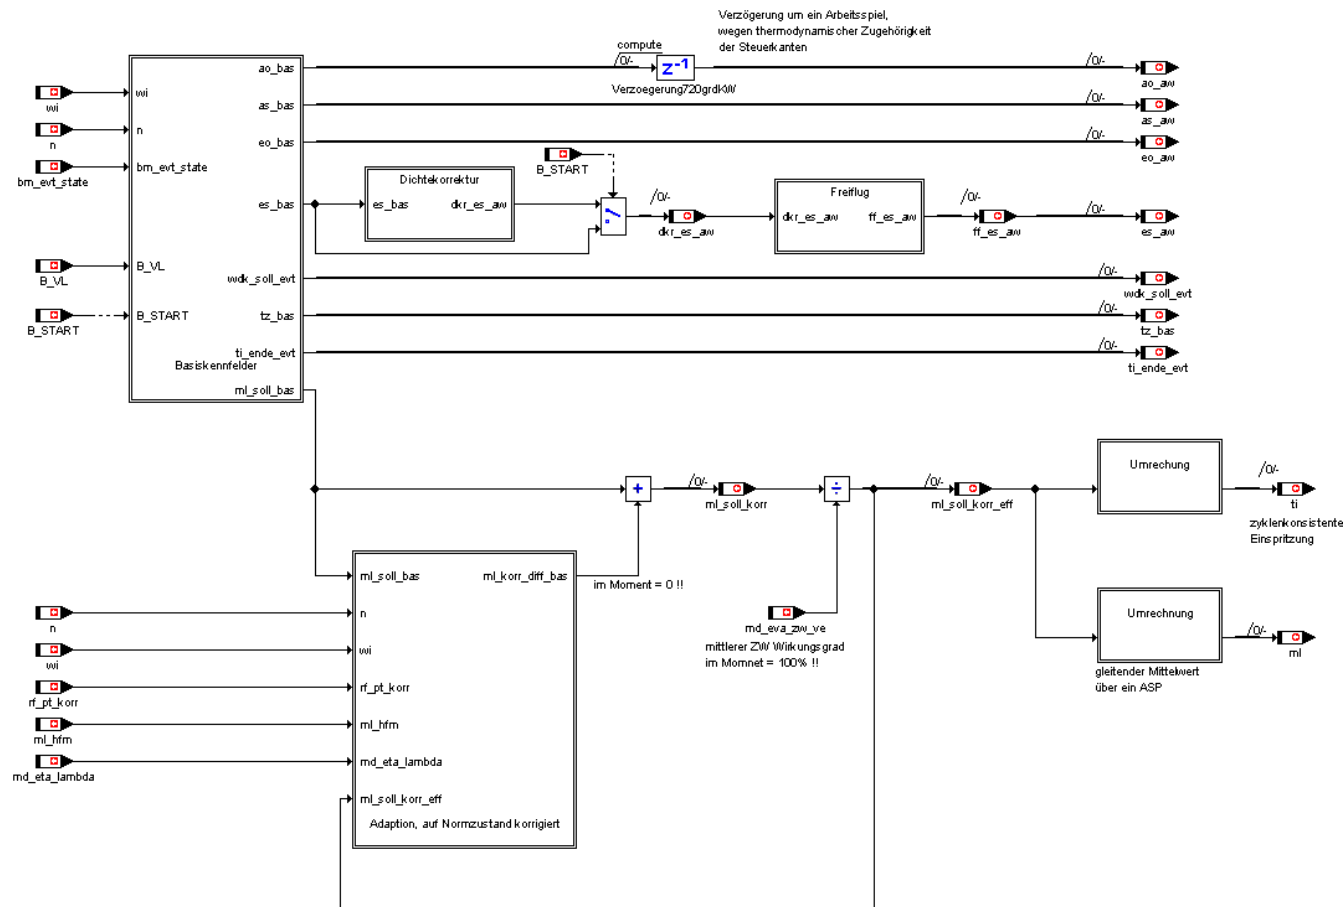 Verzögerung um ein Arbeitsspiel,
wegen thermodynamischer Zugehörigkeit
der Steuerkanten
compute
/0/-
z⁻¹
Verzoegerung720grdKW
ao_bas
/0/-
ao_aw
wi
wi
as_bas
/0/-
as_aw
n
n
eo_bas
/0/-
eo_aw
bm_evt_state
bm_evt_state
B_START
Dichtekorrektur
es_bas
es_bas
dkr_es_aw
/0/-
dkr_es_aw
Freiflug
dkr_es_aw
ff_es_aw
/0/-
ff_es_aw
es_aw
B_VL
B_VL
wdk_soll_evt
/0/-
wdk_soll_evt
B_START
B_START
tz_bas
/0/-
tz_bas
ti_ende_evt
/0/-
ti_ende_evt
Basiskennfelder
ml_soll_bas
+
/0/-
ml_soll_korr
÷
/0/-
ml_soll_korr_eff
Umrechung
/0/-
ti
zyklenkonsistente
Einspritzung
ml_soll_bas
ml_korr_diff_bas
im Moment = 0 !!
n
n
wi
wi
rf_pt_korr
rf_pt_korr
ml_hfm
ml_hfm
md_eta_lambda
md_eta_lambda
ml_soll_korr_eff
Adaption, auf Normzustand korrigiert
md_eva_zw_ve
mittlerer ZW Wirkungsgrad
im Momnet = 100% !!
Umrechnung
/0/-
ml
gleitender Mittelwert
über ein ASP